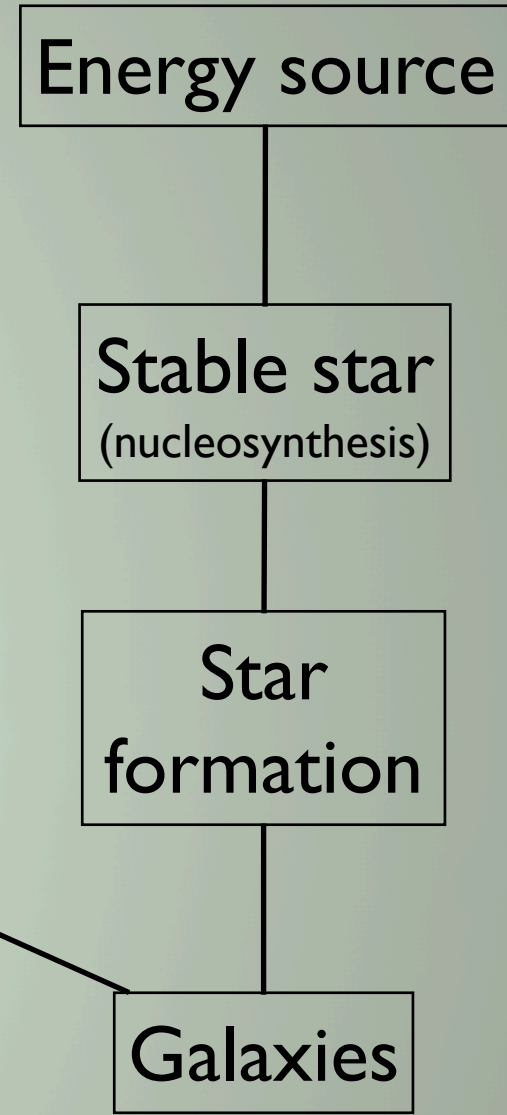 Energy source
Stable star
(nucleosynthesis)
Star
formation
Galaxies